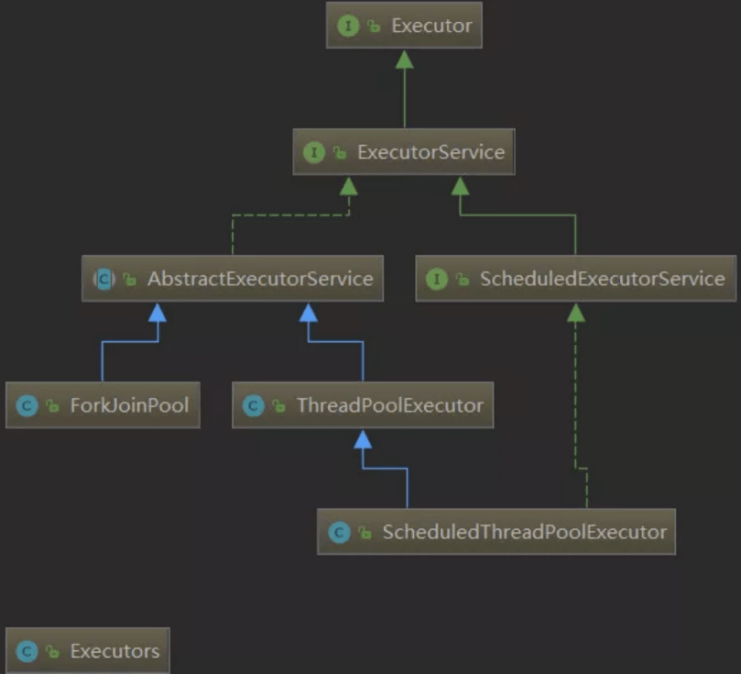 I Executor
I ExecutorService
C AbstractExecutorService
I ScheduledExecutorService
C ForkJoinPool
C ThreadPoolExecutor
C ScheduledThreadPoolExecutor
C Executors